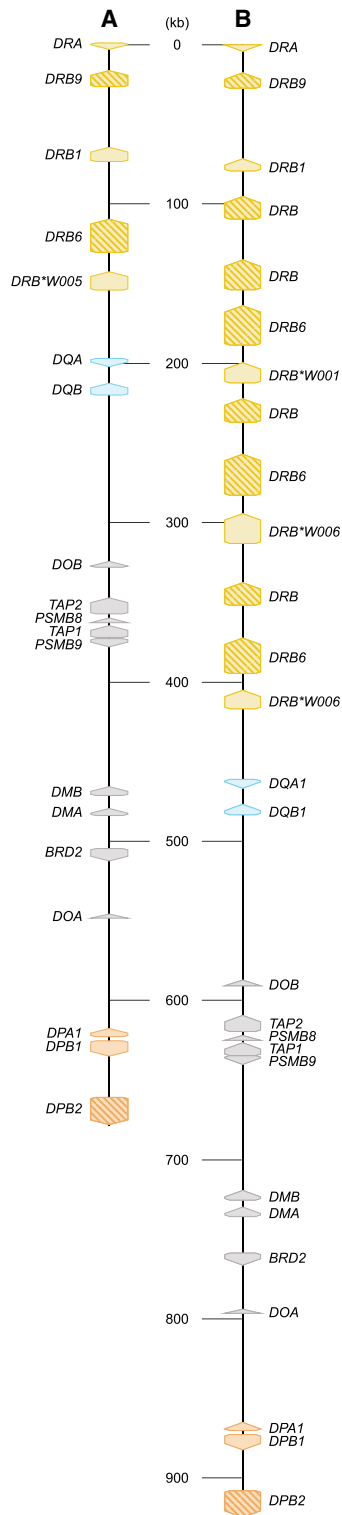 A (kb) B
DRA 0 DRA
DRB9 DRB9
DRB1 DRB1
100 DRB
DRB6
DRB*W005 DRB
DRB6
DQA 200 DRB*W001
DQB DRB
DRB6
300 DRB*W006
DOB
TAP2 DRB
PSMB8
TAP1
PSMB9 DRB6
400 DRB*W006
DMB DQA1
DMA DQB1
BRD2 500
DOA
DOB
600
DPA1 TAP2
DPB1 PSMB8
TAP1
PSMB9
DPB2
700
DMB
DMA
BRD2
DOA
800
DPA1
DPB1
900
DPB2